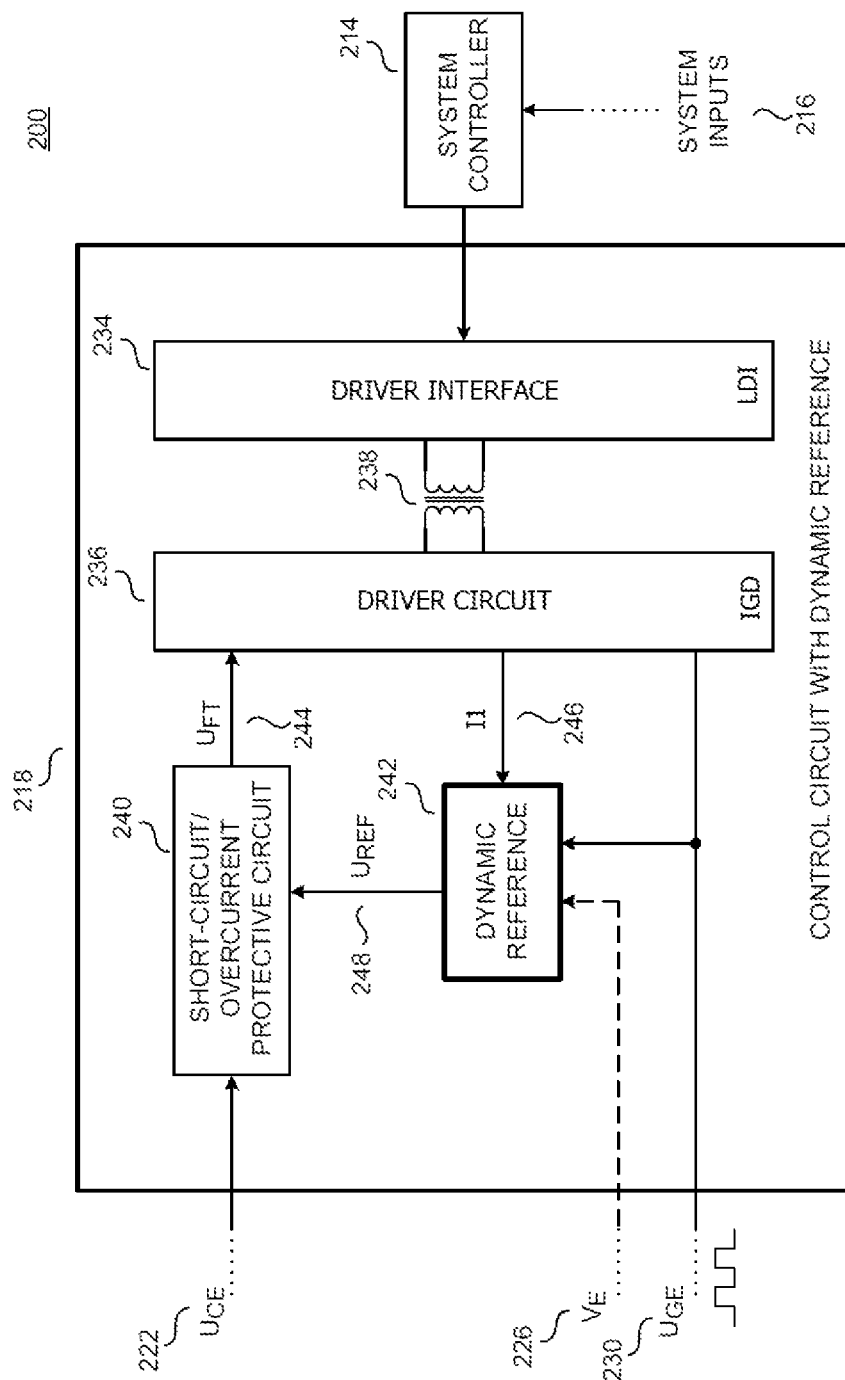 200
218
222
UCE
240
SHORT-CIRCUIT/
OVERCURRENT
PROTECTIVE CIRCUIT
UFT
244
236
DRIVER CIRCUIT
IGD
238
234
DRIVER INTERFACE
LDI
214
SYSTEM
CONTROLLER
SYSTEM
INPUTS
216
248
UREF
242
DYNAMIC
REFERENCE
I1
246
226
VE
230
UGE
CONTROL CIRCUIT WITH DYNAMIC REFERENCE